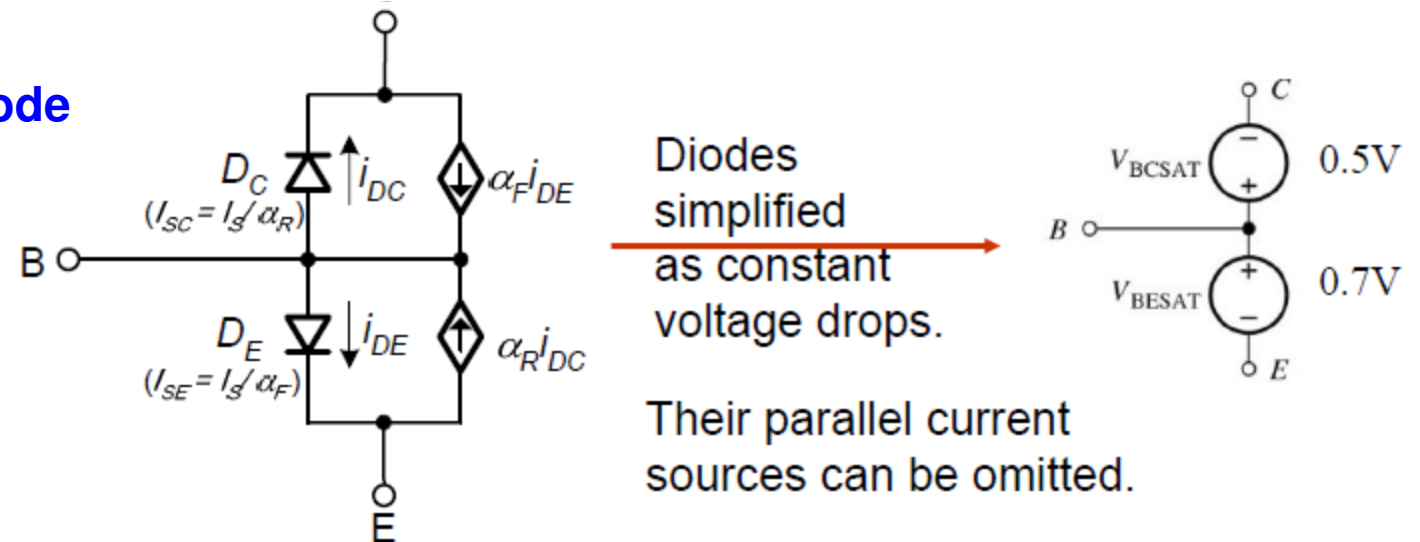 ode
D_C
(I_SC = I_S/α_R)
i_DC
α_F i_DE
B
D_E
(I_SE = I_S/α_F)
i_DE
α_R i_DC
E
Diodes
simplified
as constant
voltage drops.
Their parallel current
sources can be omitted.
C
V_BCSAT
−
+
0.5V
B
V_BESAT
+
−
0.7V
E